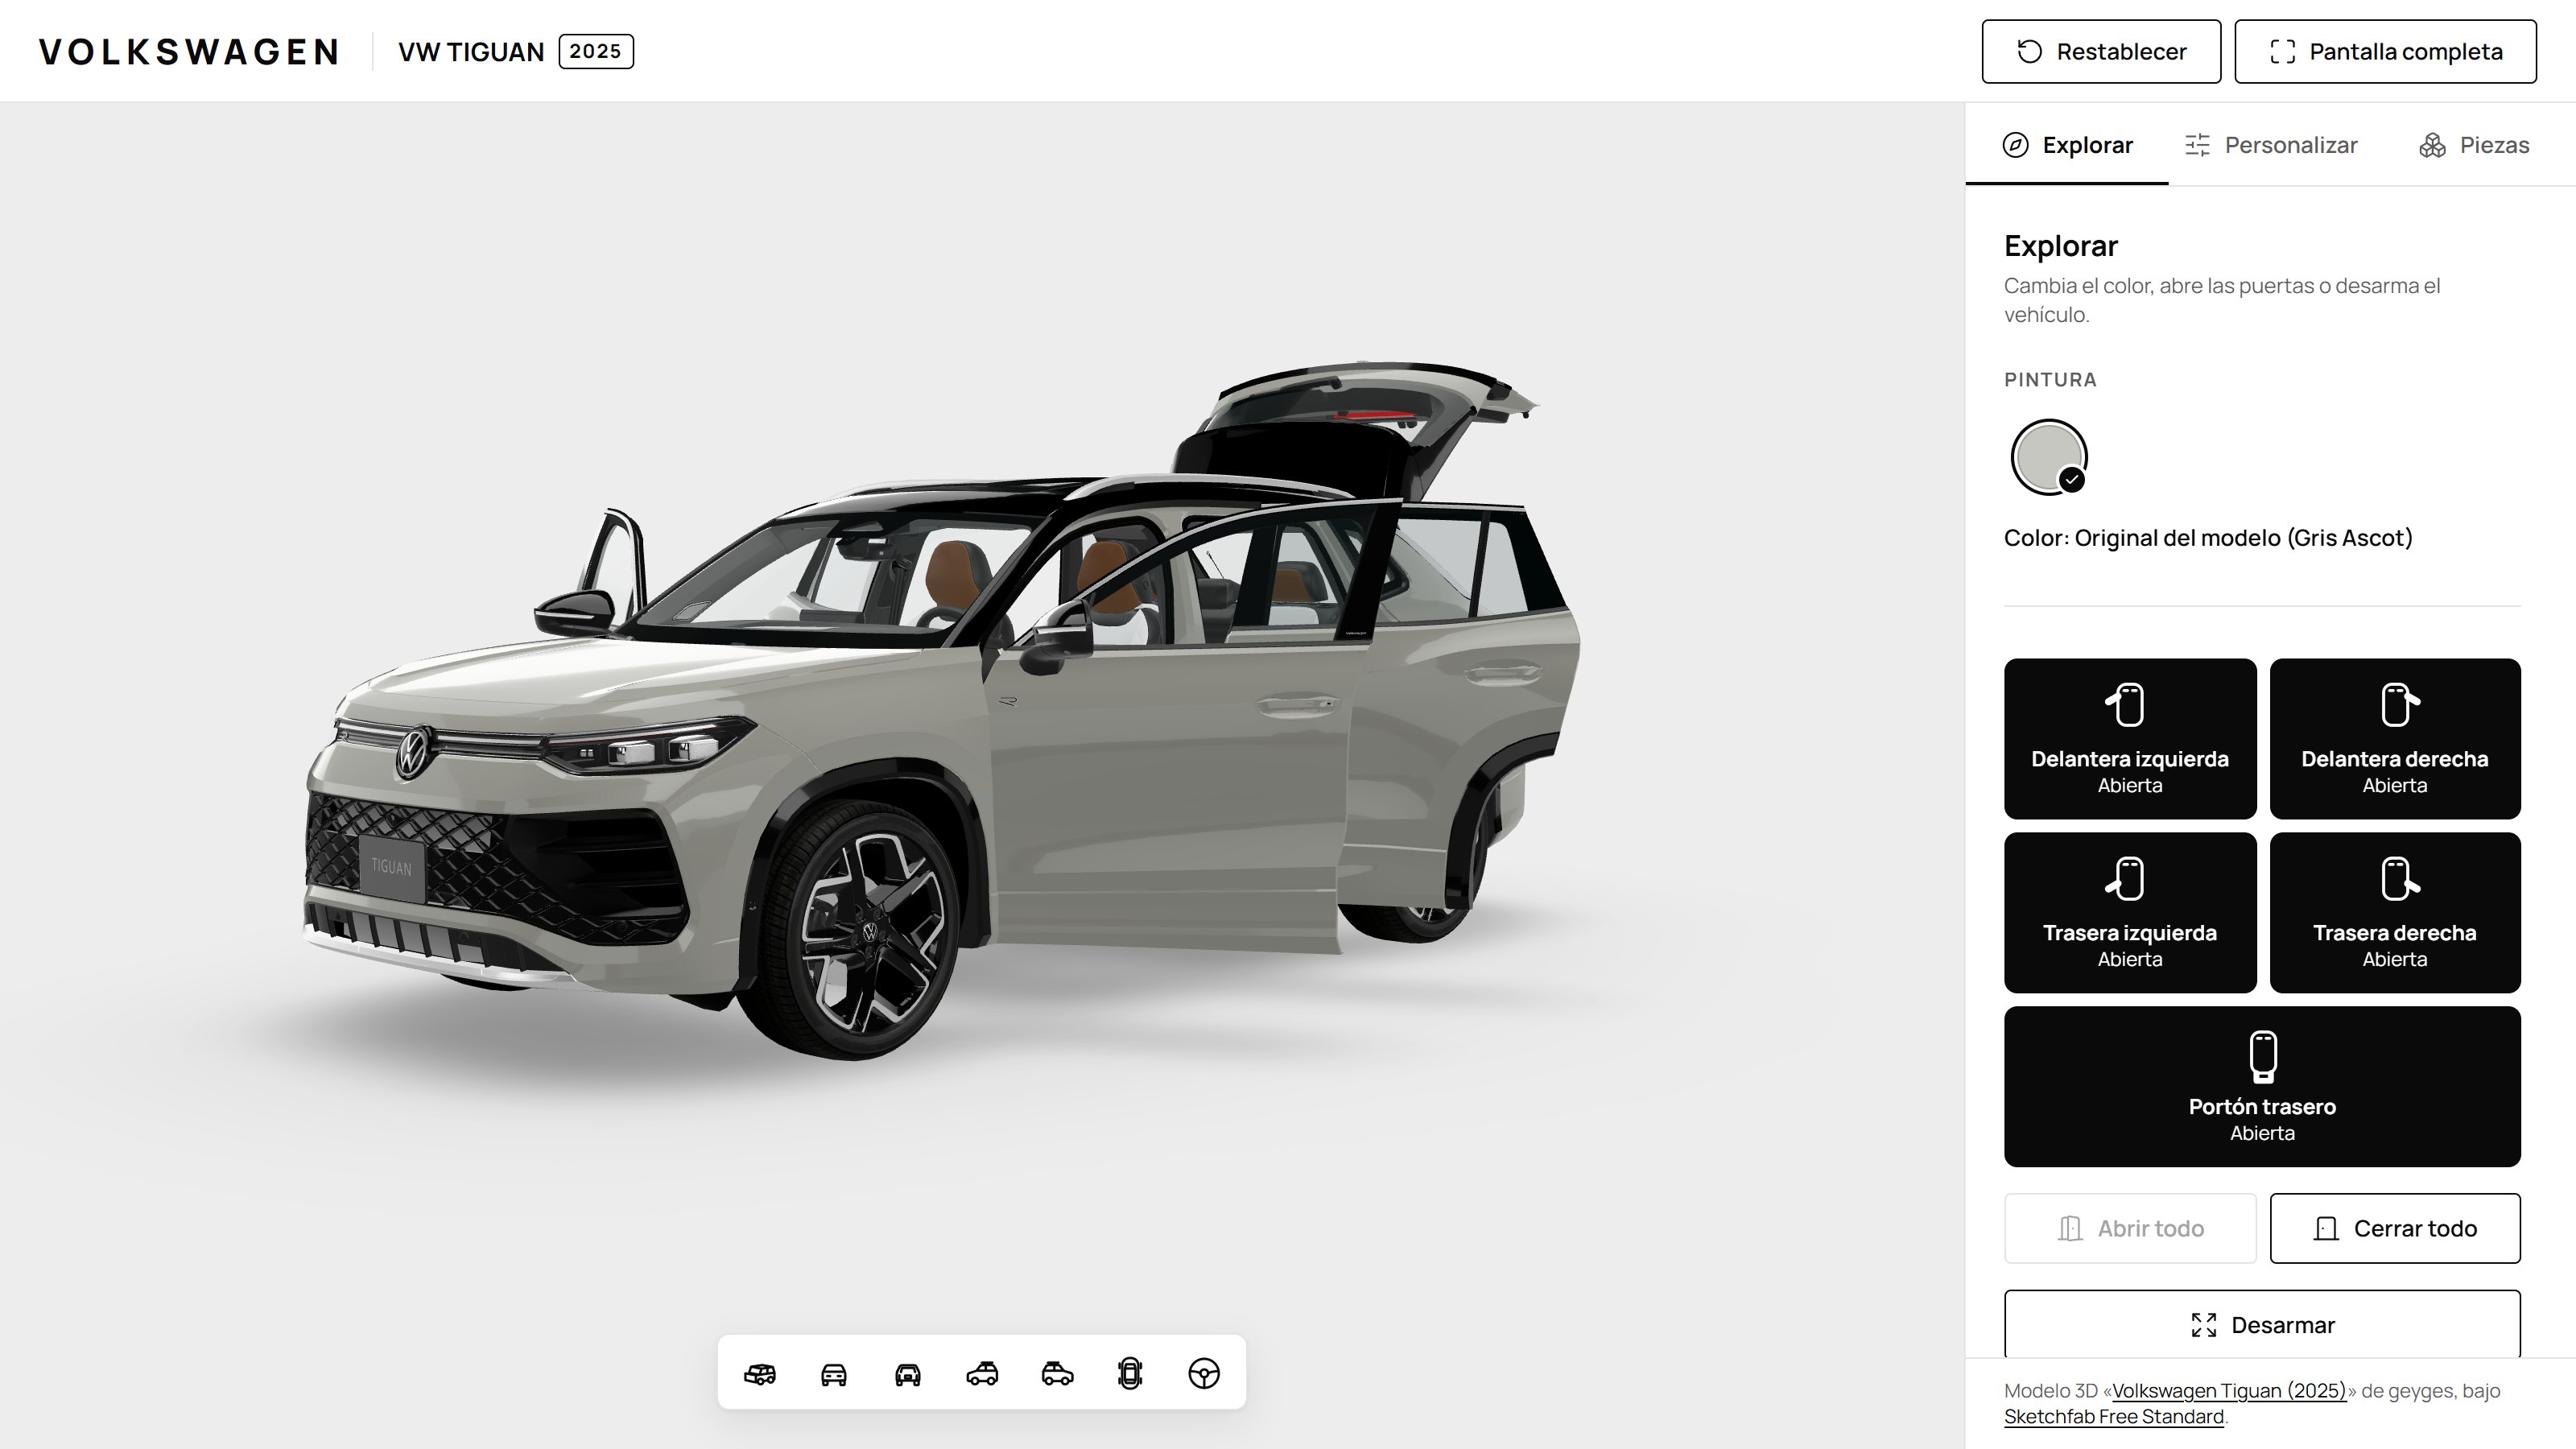 VOLKSWAGEN
VW TIGUAN
2025
Restablecer
Pantalla completa
Explorar
Personalizar
Piezas
Explorar
Cambia el color, abre las puertas o desarma el
vehículo.
PINTURA
Color: Original del modelo (Gris Ascot)
Delantera izquierda
Abierta
Delantera derecha
Abierta
Trasera izquierda
Abierta
Trasera derecha
Abierta
Portón trasero
Abierta
Abrir todo
Cerrar todo
Desarmar
Modelo 3D «Volkswagen Tiguan (2025)» de geyges, bajo
Sketchfab Free Standard.
TIGUAN